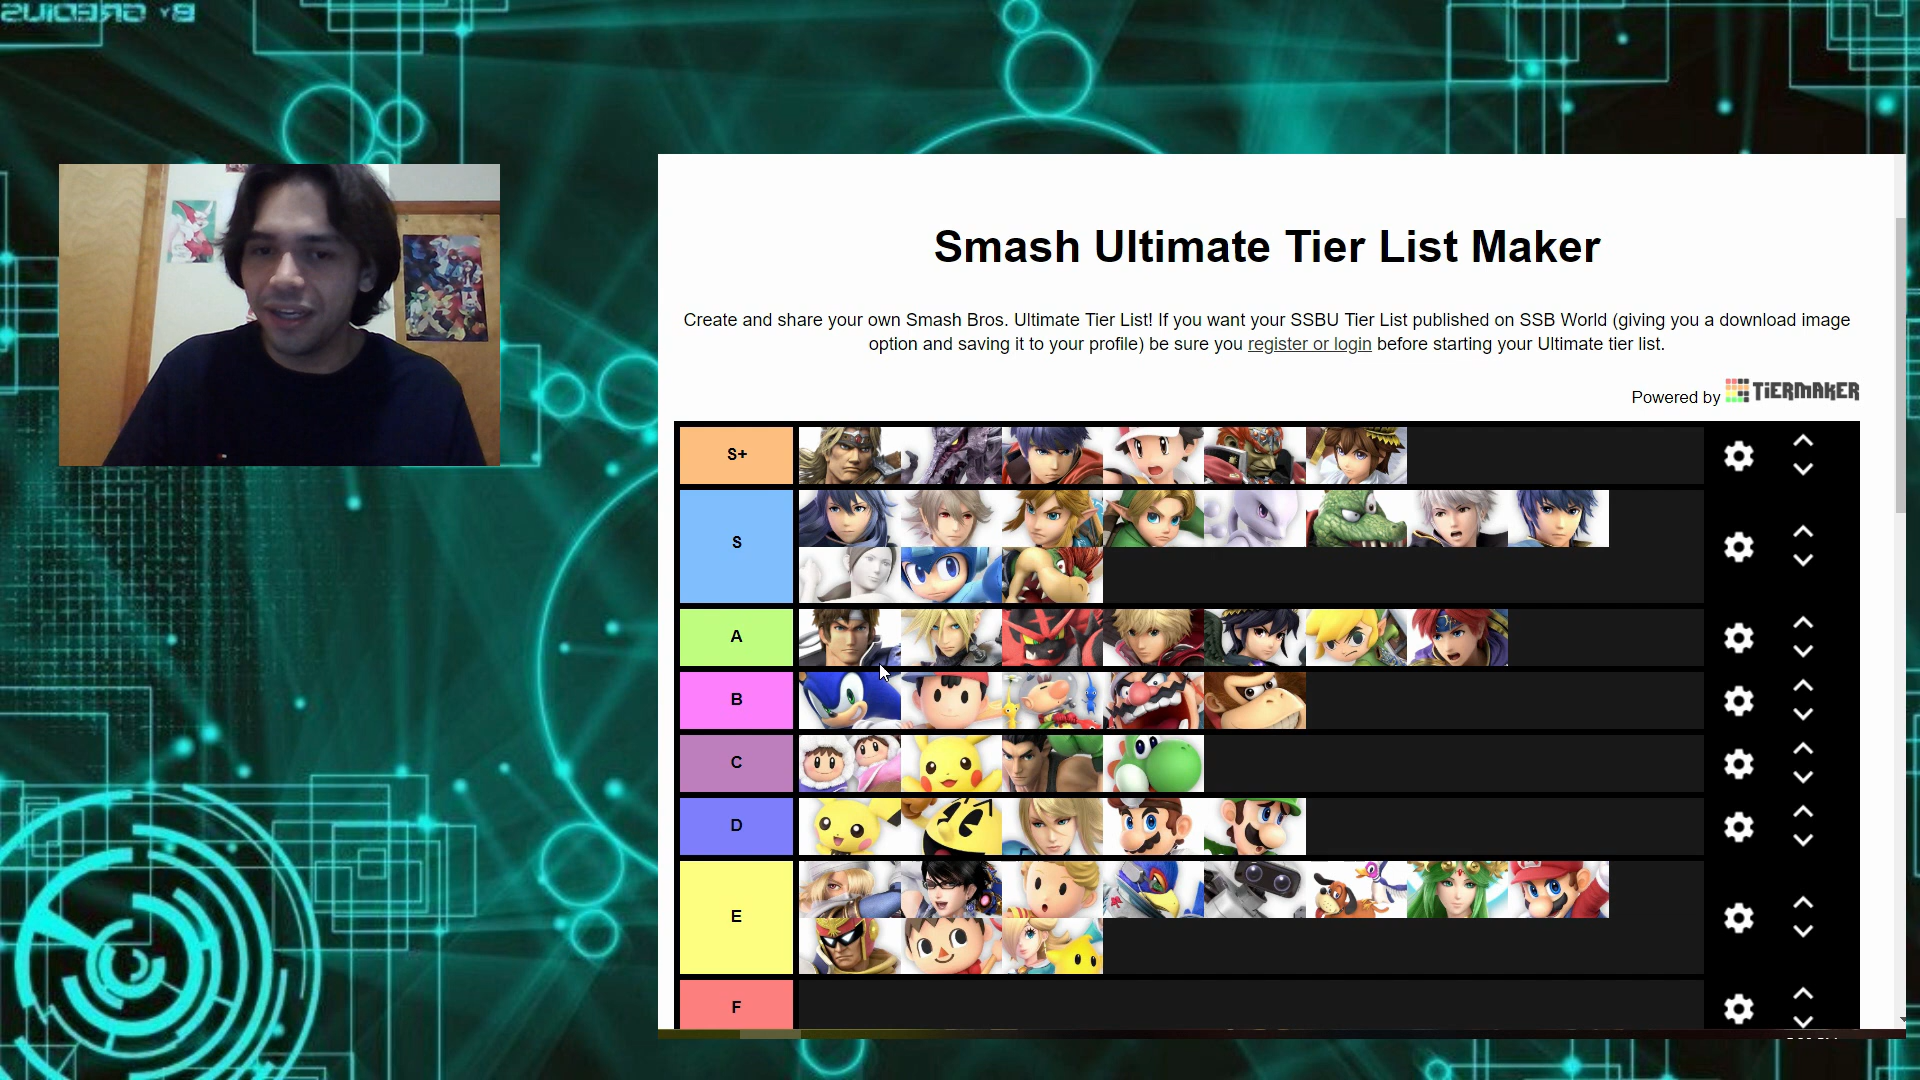 BY GREDIUS
Smash Ultimate Tier List Maker
Create and share your own Smash Bros. Ultimate Tier List! If you want your SSBU Tier List published on SSB World (giving you a download image
option and saving it to your profile) be sure you register or login before starting your Ultimate tier list.
Powered by TiERMAKER
S+
S
A
B
C
D
E
F